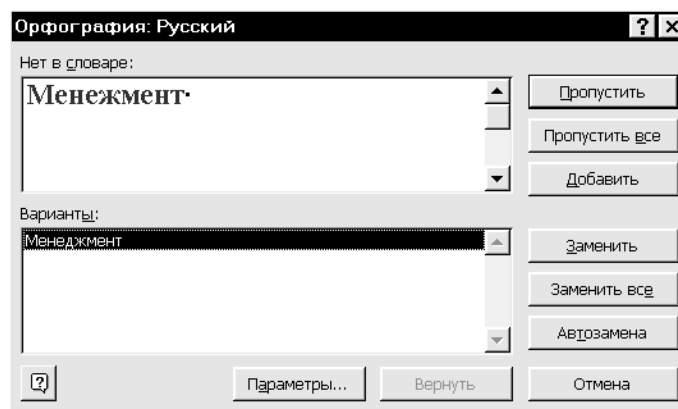 Орфография: Русский
Нет в словаре:
Менежмент·
Пропустить
Пропустить все
Добавить
Варианты:
Менеджмент
Заменить
Заменить все
Автозамена
Параметры...
Вернуть
Отмена